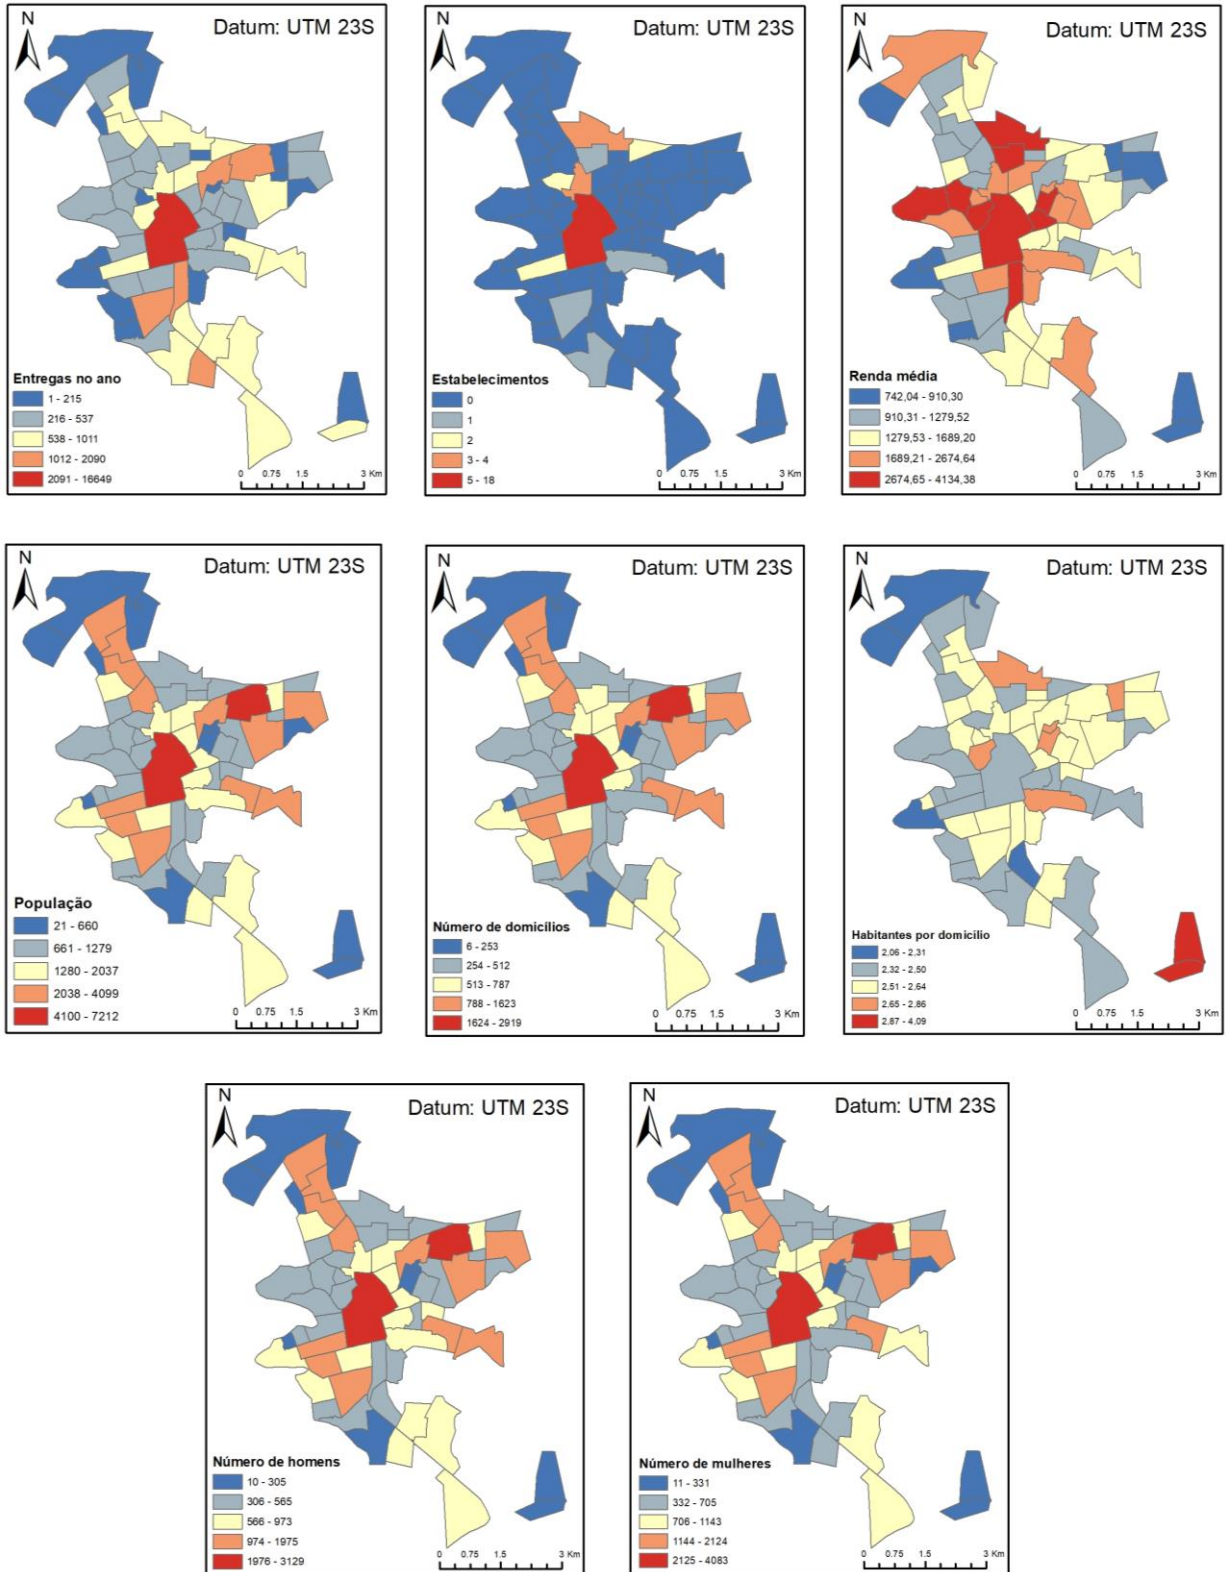 N
Datum: UTM 23S
Entregas no ano
1 - 215
216 - 537
538 - 1011
1012 - 2090
2091 - 16649
0 0.75 1.5 3 Km
N
Datum: UTM 23S
Estabelecimentos
0
1
2
3 - 4
5 - 18
0 0.75 1.5 3 Km
N
Datum: UTM 23S
Renda média
742,04 - 910,30
910,31 - 1279,52
1279,53 - 1689,20
1689,21 - 2674,64
2674,65 - 4134,38
0 0.75 1.5 3 Km
N
Datum: UTM 23S
População
21 - 660
661 - 1279
1280 - 2037
2038 - 4099
4100 - 7212
0 0.75 1.5 3 Km
N
Datum: UTM 23S
Número de domicílios
6 - 253
254 - 512
513 - 787
788 - 1623
1624 - 2919
0 0.75 1.5 3 Km
N
Datum: UTM 23S
Habitantes por domicilio
2.06 - 2.31
2.32 - 2.50
2.51 - 2.64
2.65 - 2.86
2.87 - 4.09
0 0.75 1.5 3 Km
N
Datum: UTM 23S
Número de homens
10 - 305
306 - 565
566 - 973
974 - 1975
1976 - 3129
0 0.75 1.5 3 Km
N
Datum: UTM 23S
Número de mulheres
11 - 331
332 - 705
706 - 1143
1144 - 2124
2125 - 4083
0 0.75 1.5 3 Km